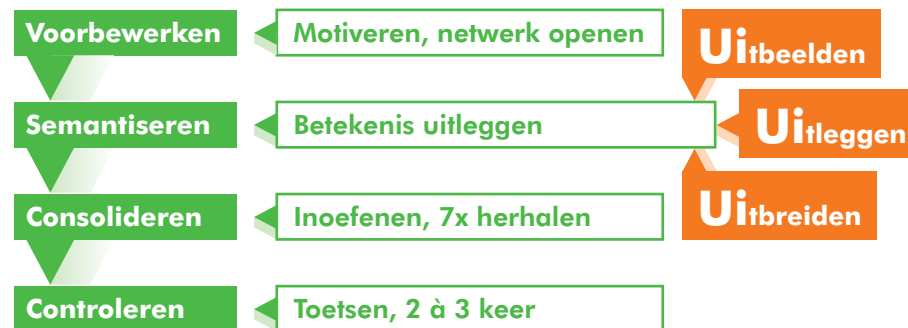 Voorbewerken
Motiveren, netwerk openen
Uitbeelden
Semantiseren
Betekenis uitleggen
Uitleggen
Consolideren
Inoefenen, 7x herhalen
Uitbreiden
Controleren
Toetsen, 2 à 3 keer